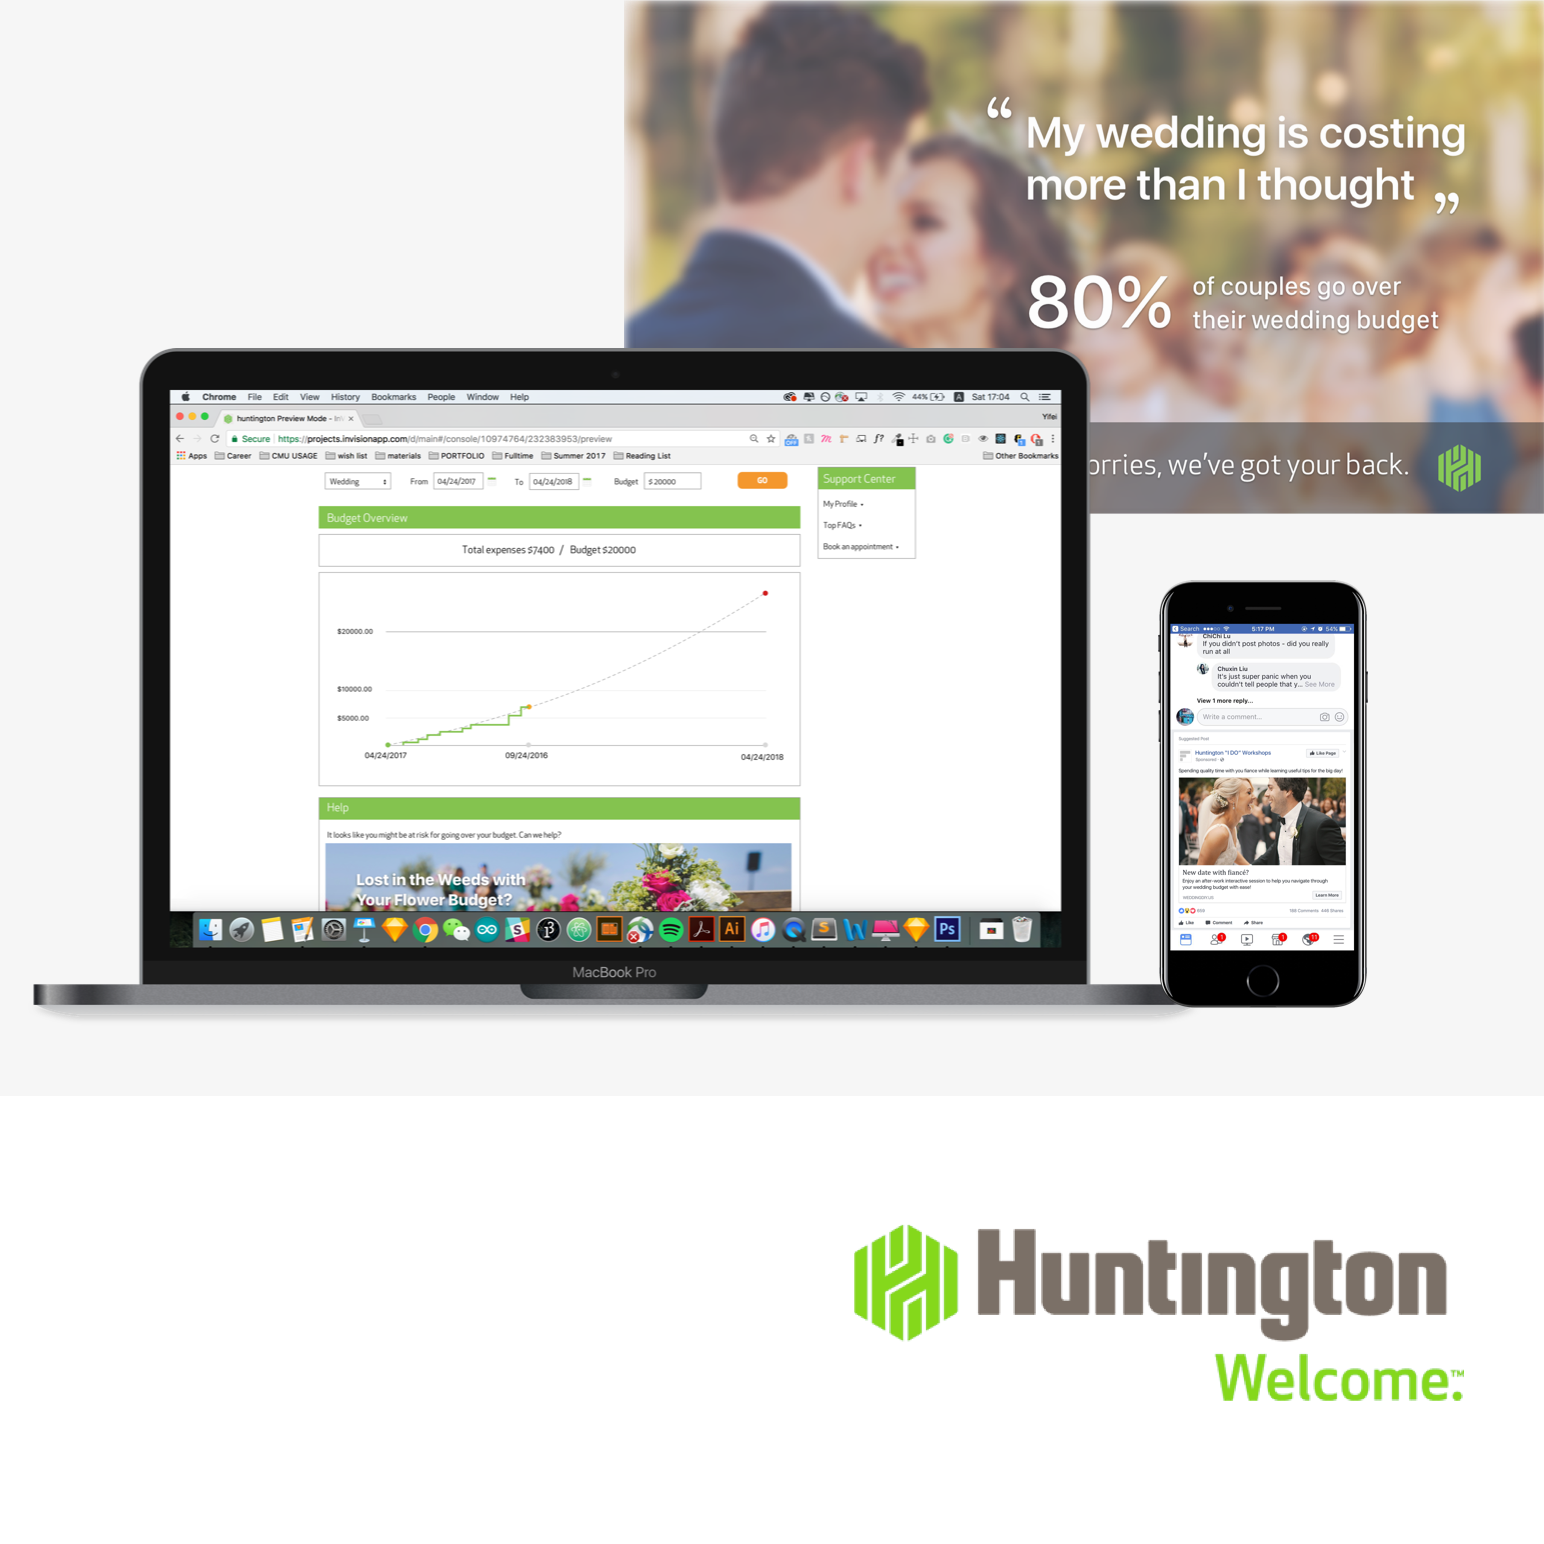 “ My wedding is costing
more than I thought ”
80% of couples go over
their wedding budget
orries, we've got your back.
Chrome File Edit View History Bookmarks People Window Help 44% Sat 17:04
huntington Preview Mode - In
Yifei
Secure https://projects.invisionapp.com/d/main#/console/10974764/232383953/preview
Apps Career CMU USAGE wish list materials PORTFOLIO Fulltime Summer 2017 Reading List Other Bookmarks
Wedding From 04/24/2017 To 04/24/2018 Budget $ 20000 GO
Support Center
My Profile
Top FAQs
Book an appointment
Budget Overview
Total expenses $7400 / Budget $20000
$20000.00
$10000.00
$5000.00
04/24/2017 09/24/2016 04/24/2018
Help
It looks like you might be at risk for going over your budget. Can we help?
Lost in the Weeds with
Your Flower Budget?
Ai
Ps
MacBook Pro
Search 5:17 PM 54%
ChiChi Lu
If you didn't post photos - did you really
run at all
Chuxin Liu
It's just super panic when you
couldn't tell people that y... See More
View 1 more reply...
Write a comment...
Suggested Post
Huntington "I DO" Workshops
Like Page
Sponsored
Spending quality time with you fiance while learning useful tips for the big day!
New date with fiancé?
Enjoy an after-work interactive session to help you navigate through
your wedding budget with ease!
Learn More
Like Comment Share
Huntington
Welcome.™